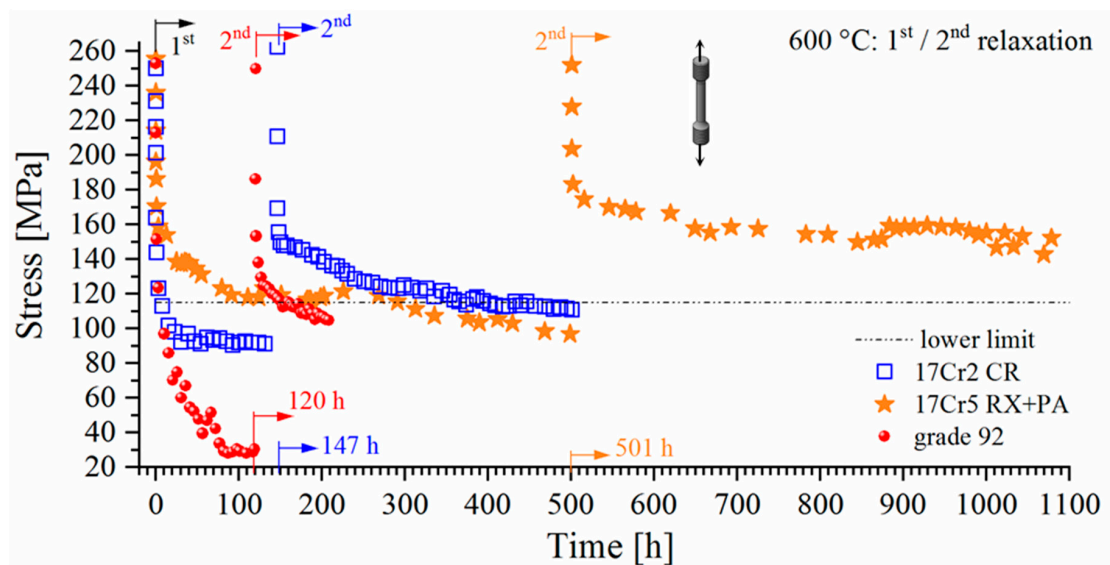 1st
2nd
2nd
2nd
600 °C: 1st / 2nd relaxation
260
240
220
200
180
160
140
120
100
80
60
40
20
Stress [MPa]
lower limit
17Cr2 CR
17Cr5 RX+PA
grade 92
120 h
147 h
501 h
0 100 200 300 400 500 600 700 800 900 1000 1100
Time [h]